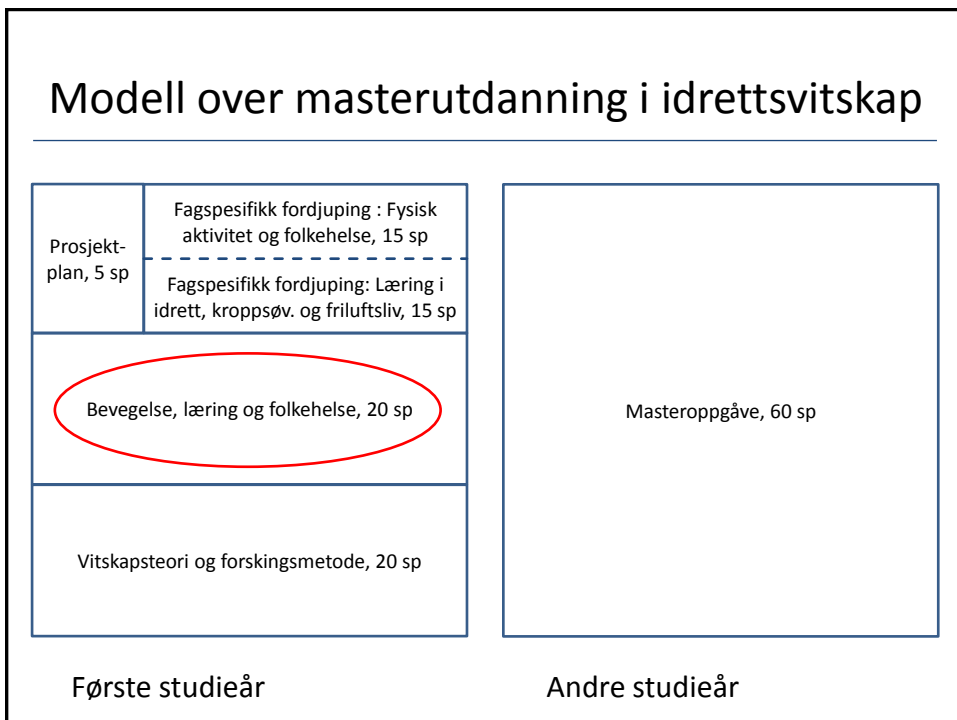 Modell over masterutdanning i idrettsvitskap
Prosjekt-
plan, 5 sp
Fagspesifikk fordjuping : Fysisk
aktivitet og folkehelse, 15 sp
Fagspesifikk fordjuping: Læring i
idrett, kroppsøv. og friluftsliv, 15 sp
Bevegelse, læring og folkehelse, 20 sp
Vitskapsteori og forskingsmetode, 20 sp
Masteroppgåve, 60 sp
Første studieår
Andre studieår